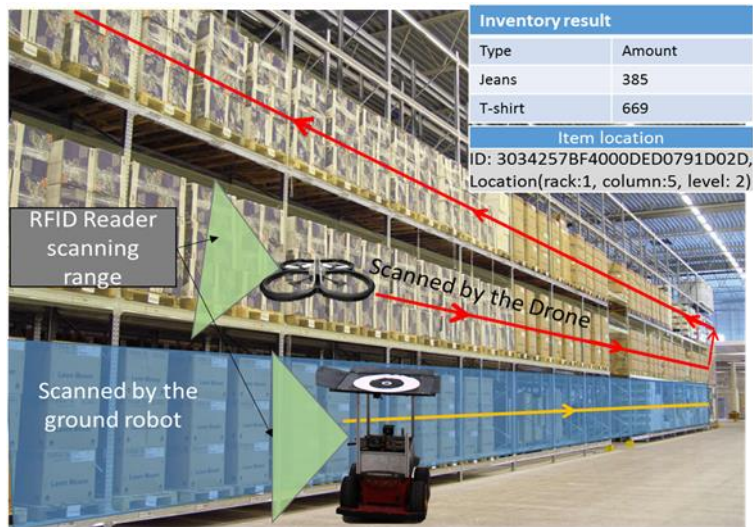 Inventory result
Type Amount
Jeans 385
T-shirt 669
Item location
ID: 3034257BF4000DED0791D02D,
Location(rack:1, column:5, level: 2)
RFID Reader
scanning
range
Scanned by the Drone
Scanned by the
ground robot